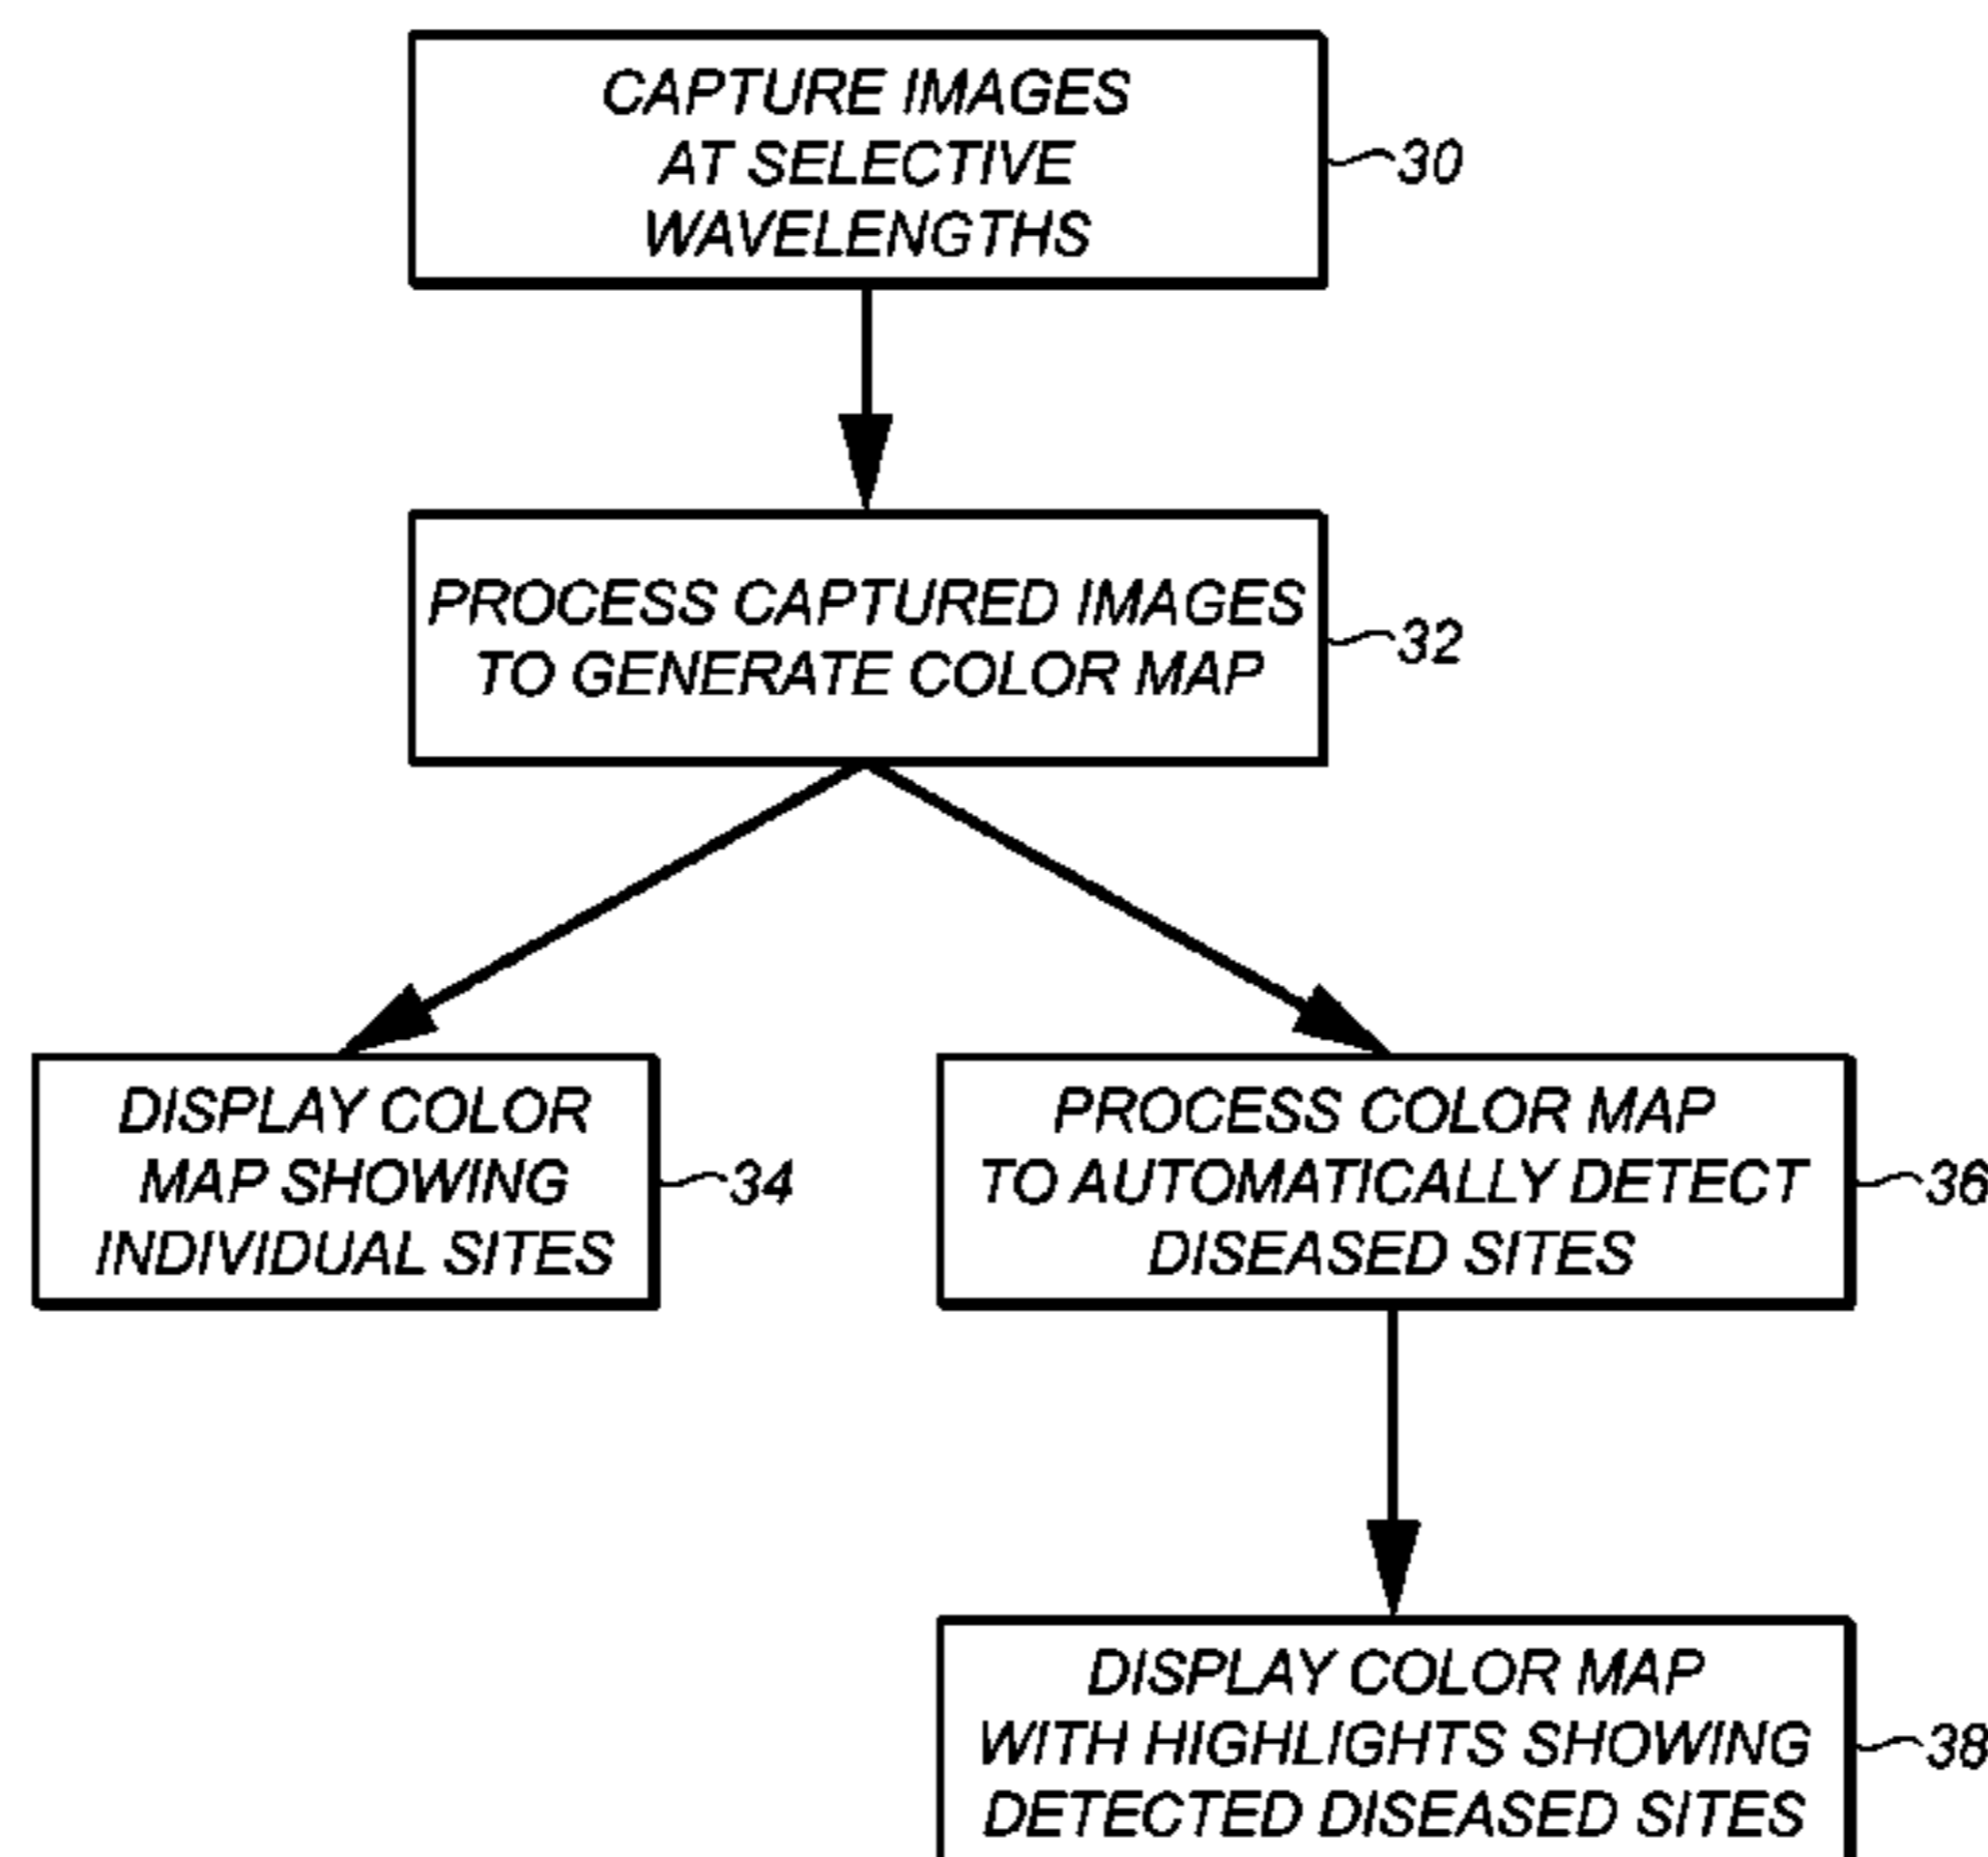 CAPTURE IMAGES
AT SELECTIVE
WAVELENGTHS
30
PROCESS CAPTURED IMAGES
TO GENERATE COLOR MAP
32
DISPLAY COLOR
MAP SHOWING
INDIVIDUAL SITES
34
PROCESS COLOR MAP
TO AUTOMATICALLY DETECT
DISEASED SITES
36
DISPLAY COLOR MAP
WITH HIGHLIGHTS SHOWING
DETECTED DISEASED SITES
38